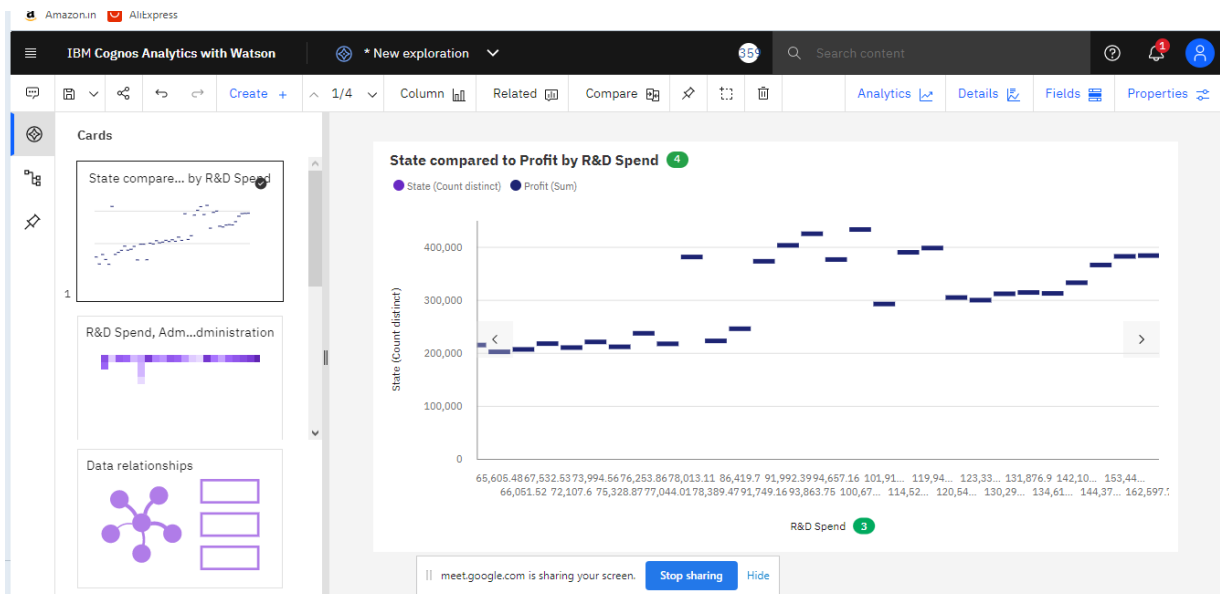 a Amazon.in AliExpress
IBM Cognos Analytics with Watson * New exploration 359 Search content 1
1/4 Create + Column Related Compare Analytics Details Fields Properties
Cards
State compare... by R&D Spend
1
R&D Spend, Adm...dministration
Data relationships
State compared to Profit by R&D Spend 4
State (Count distinct) Profit (Sum)
State (Count distinct)
400,000
300,000
200,000
100,000
0
65,605.48 67,532.53 73,994.56 76,253.86 78,013.11 86,419.7 91,992.39 94,657.16 101,91... 119,94... 123,33... 131,876.9 142,10... 153,44...
66,051.52 72,107.6 75,328.87 77,044.01 78,389.47 91,749.16 93,863.75 100,67... 114,52... 120,54... 130,29... 134,61... 144,37... 162,597.7
R&D Spend 3
meet.google.com is sharing your screen. Stop sharing Hide